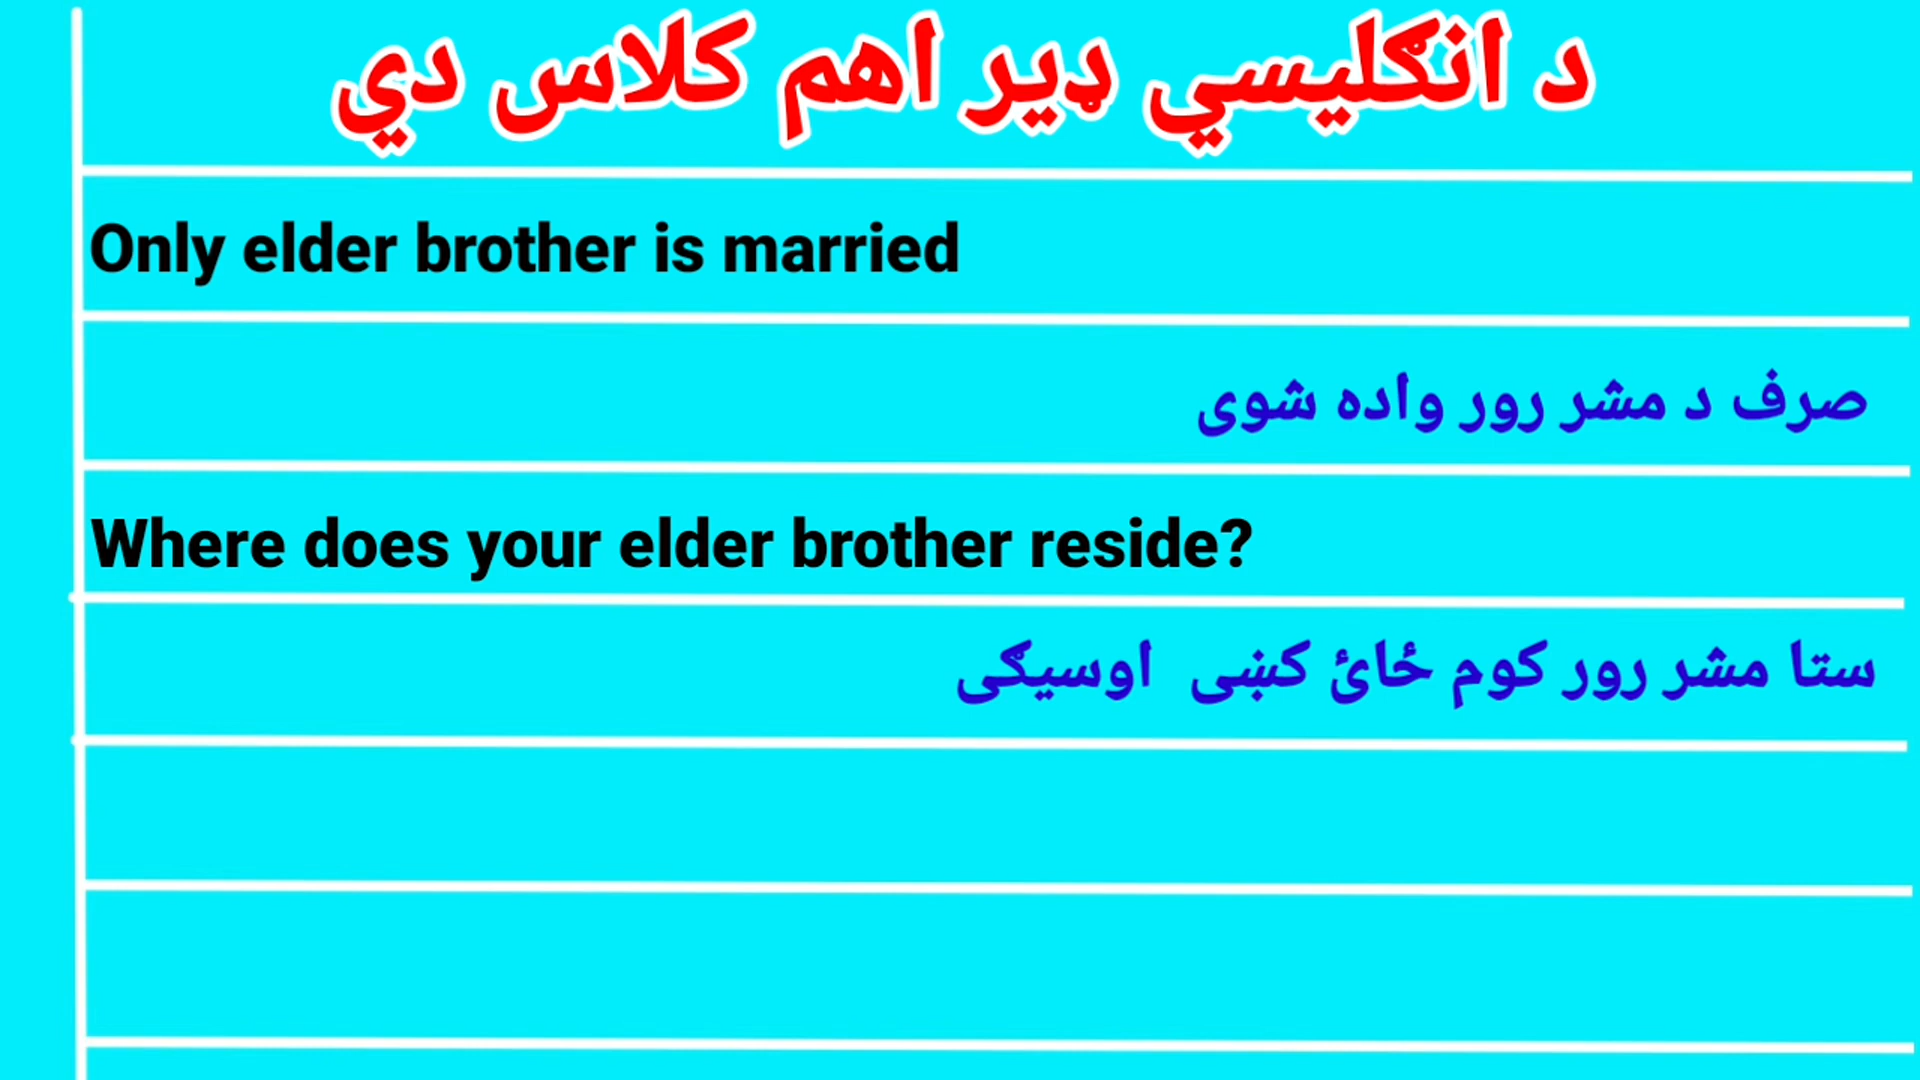 د انګلیسي ډیر اهم کلاس دي
Only elder brother is married
صرف د مشر رور واده شوی
Where does your elder brother reside?
ستا مشر رور کوم ځائ کښی اوسیګی